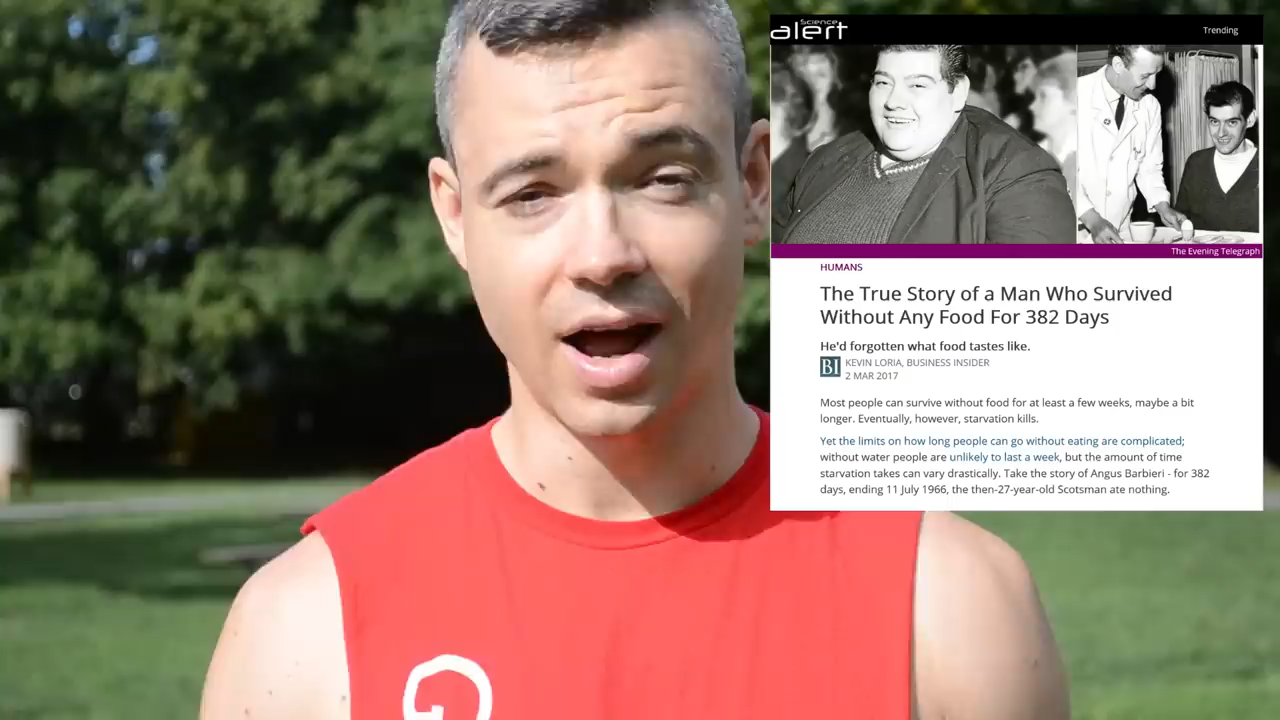 Science
alert
Trending
The Evening Telegraph
HUMANS
The True Story of a Man Who Survived
Without Any Food For 382 Days
He'd forgotten what food tastes like.
BI
KEVIN LORIA, BUSINESS INSIDER
2 MAR 2017
Most people can survive without food for at least a few weeks, maybe a bit
longer. Eventually, however, starvation kills.
Yet the limits on how long people can go without eating are complicated;
without water people are unlikely to last a week, but the amount of time
starvation takes can vary drastically. Take the story of Angus Barbieri - for 382
days, ending 11 July 1966, the then-27-year-old Scotsman ate nothing.